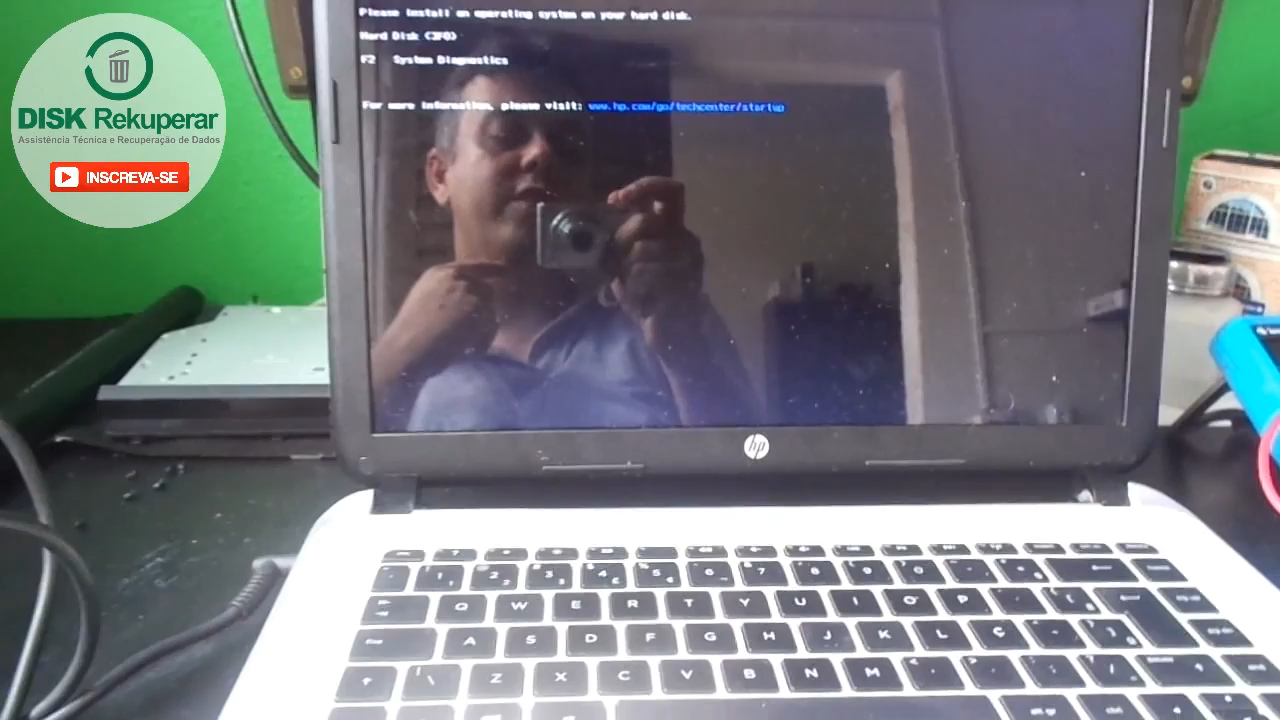 Please install an operating system on your hard disk.
Hard Disk (3F0)
F2 System Diagnostics
For more information, please visit: www.hp.com/go/techcenter/startup
DISK Rekuperar
Assistência Técnica e Recuperação de Dados
INSCREVA-SE
hp
Q W E R T Y U I O P
A S D F G H J K L Ç
Z X C V B N M